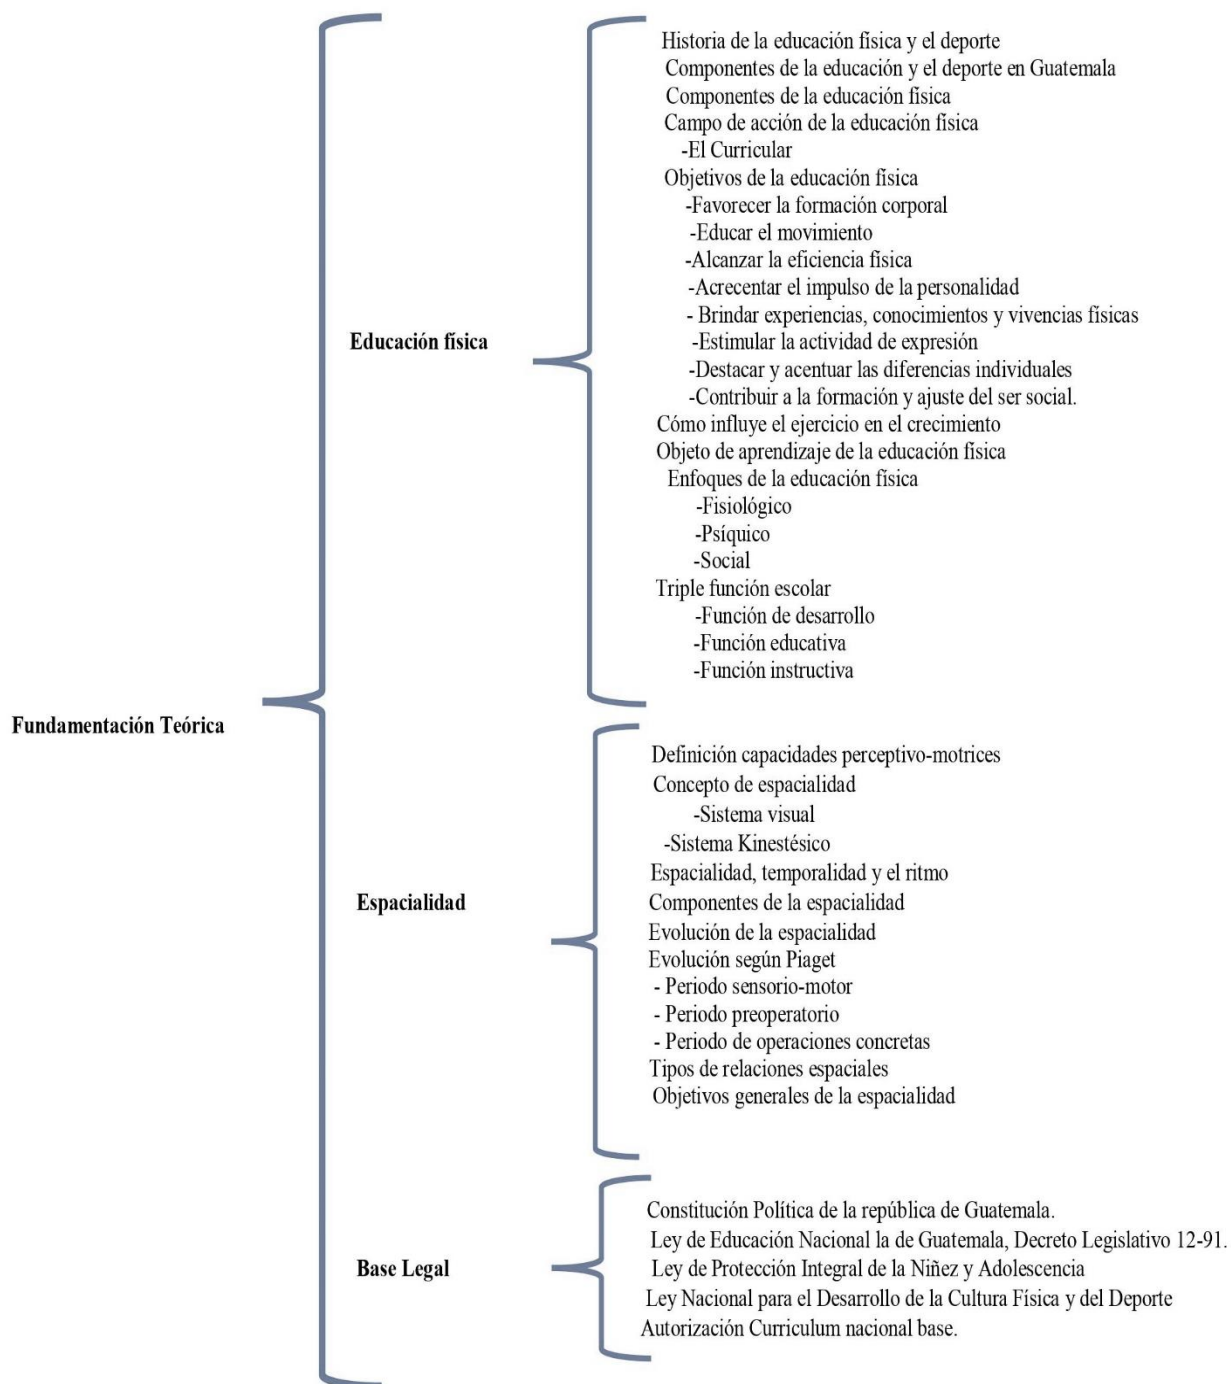 Fundamentación Teórica
Educación física
Historia de la educación física y el deporte
Componentes de la educación y el deporte en Guatemala
Componentes de la educación física
Campo de acción de la educación física
-El Curricular
Objetivos de la educación física
-Favorecer la formación corporal
-Educar el movimiento
-Alcanzar la eficiencia física
-Acrecentar el impulso de la personalidad
- Brindar experiencias, conocimientos y vivencias físicas
-Estimular la actividad de expresión
-Destacar y acentuar las diferencias individuales
-Contribuir a la formación y ajuste del ser social.
Cómo influye el ejercicio en el crecimiento
Objeto de aprendizaje de la educación física
Enfoques de la educación física
-Fisiológico
-Psíquico
-Social
Triple función escolar
-Función de desarrollo
-Función educativa
-Función instructiva
Espacialidad
Definición capacidades perceptivo-motrices
Concepto de espacialidad
-Sistema visual
-Sistema Kinestésico
Espacialidad, temporalidad y el ritmo
Componentes de la espacialidad
Evolución de la espacialidad
Evolución según Piaget
- Periodo sensorio-motor
- Periodo preoperatorio
- Periodo de operaciones concretas
Tipos de relaciones espaciales
Objetivos generales de la espacialidad
Base Legal
Constitución Política de la república de Guatemala.
Ley de Educación Nacional la de Guatemala, Decreto Legislativo 12-91.
Ley de Protección Integral de la Niñez y Adolescencia
Ley Nacional para el Desarrollo de la Cultura Física y del Deporte
Autorización Curriculum nacional base.